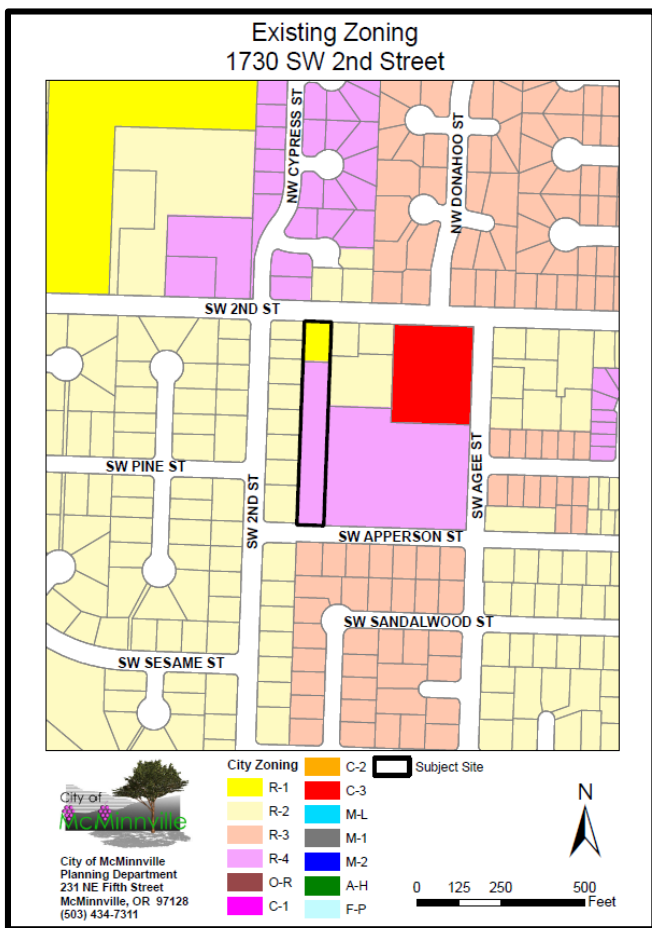 Existing Zoning
1730 SW 2nd Street
NW CYPRESS ST
NW DONAHOO ST
SW 2ND ST
SW PINE ST
SW 2ND ST
SW AGEE ST
SW APPERSON ST
SW SANDALWOOD ST
SW SESAME ST
City of
McMinnville
City of McMinnville
Planning Department
231 NE Fifth Street
McMinnville, OR 97128
(503) 434-7311
City Zoning
R-1
R-2
R-3
R-4
O-R
C-1
C-2
C-3
M-L
M-1
M-2
A-H
F-P
Subject Site
N
0 125 250 500
Feet